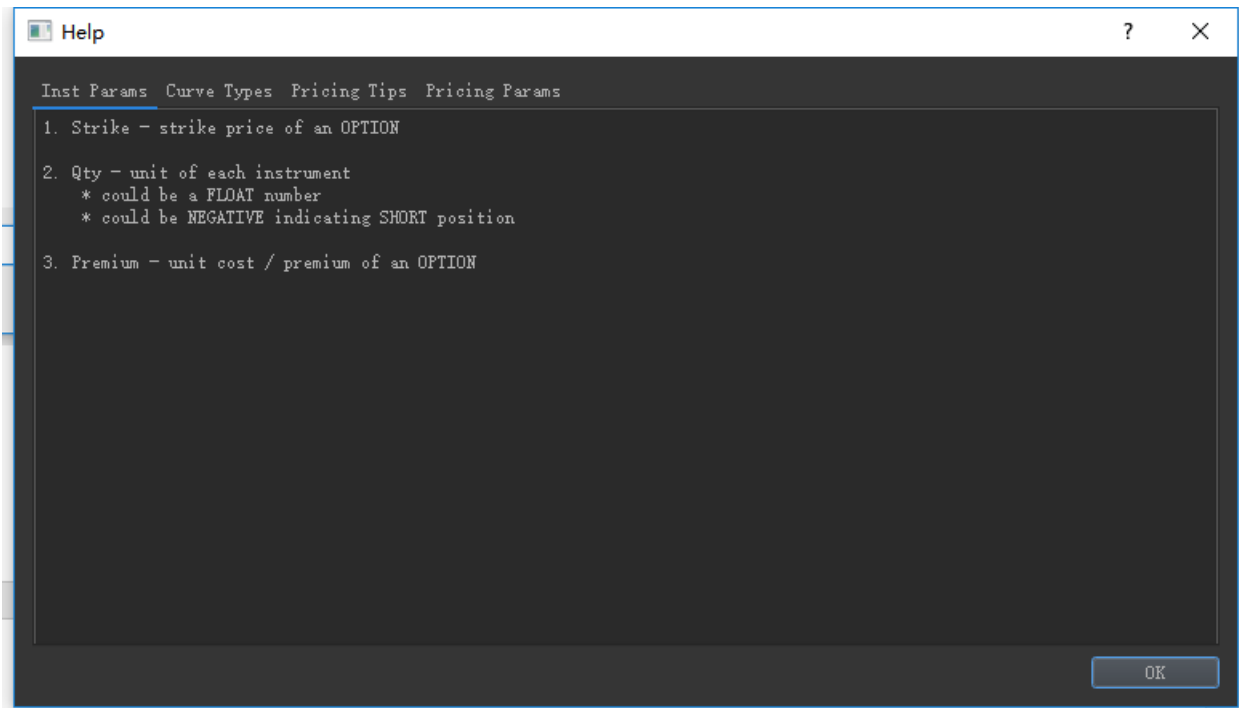 Help
?
Inst Params Curve Types Pricing Tips Pricing Params
1. Strike - strike price of an OPTION
2. Qty - unit of each instrument
* could be a FLOAT number
* could be NEGATIVE indicating SHORT position
3. Premium - unit cost / premium of an OPTION
OK